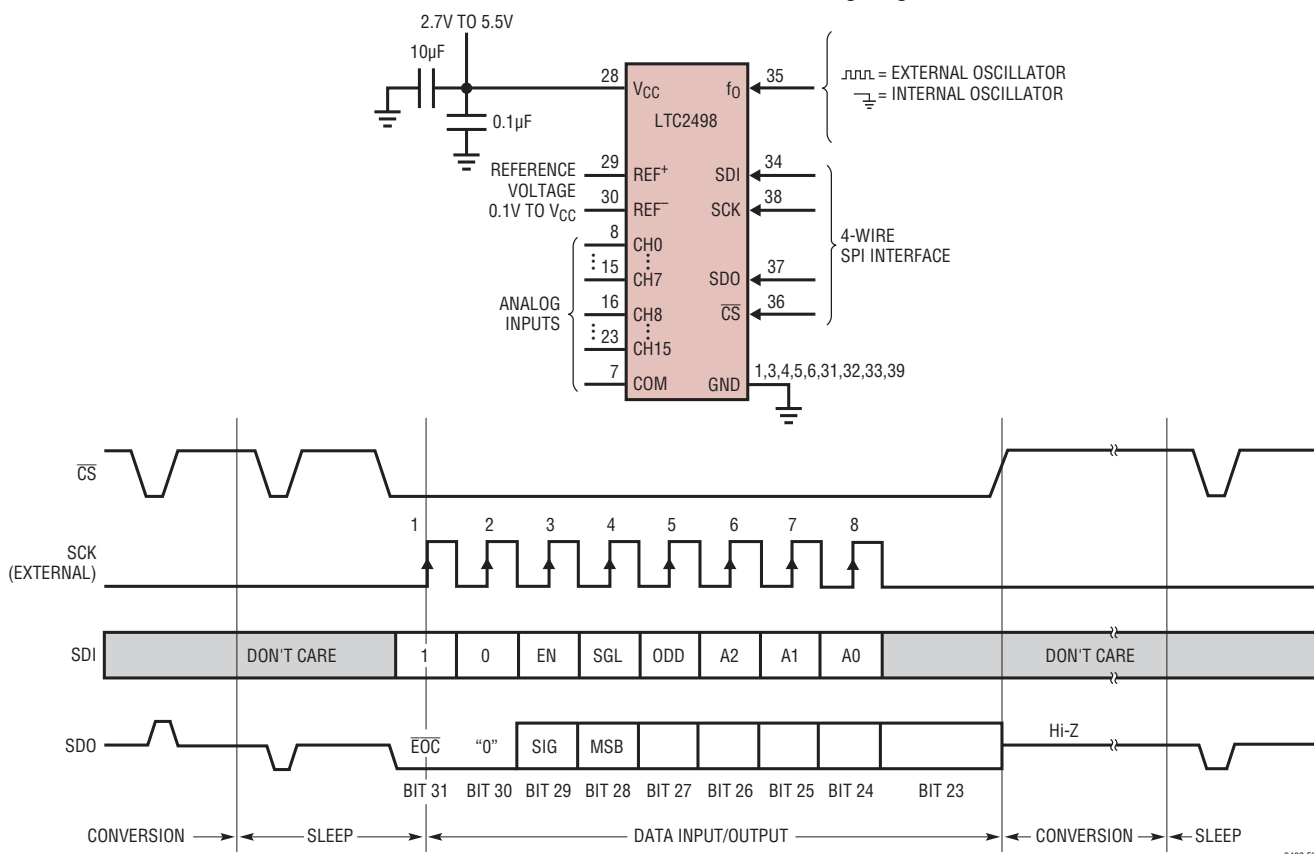 2.7V TO 5.5V
10µF
0.1µF
28
VCC
fO
35
= EXTERNAL OSCILLATOR
= INTERNAL OSCILLATOR
LTC2498
REFERENCE
VOLTAGE
0.1V TO VCC
29
REF+
30
REF–
SDI
34
SCK
38
SDO
37
CS
36
4-WIRE
SPI INTERFACE
ANALOG
INPUTS
8
CH0
15
CH7
16
CH8
23
CH15
7
COM
GND
1,3,4,5,6,31,32,33,39
CS
SCK
(EXTERNAL)
1 2 3 4 5 6 7 8
SDI
DON'T CARE 1 0 EN SGL ODD A2 A1 A0 DON'T CARE
SDO
EOC "0" SIG MSB Hi-Z
BIT 31 BIT 30 BIT 29 BIT 28 BIT 27 BIT 26 BIT 25 BIT 24 BIT 23
CONVERSION SLEEP DATA INPUT/OUTPUT CONVERSION SLEEP